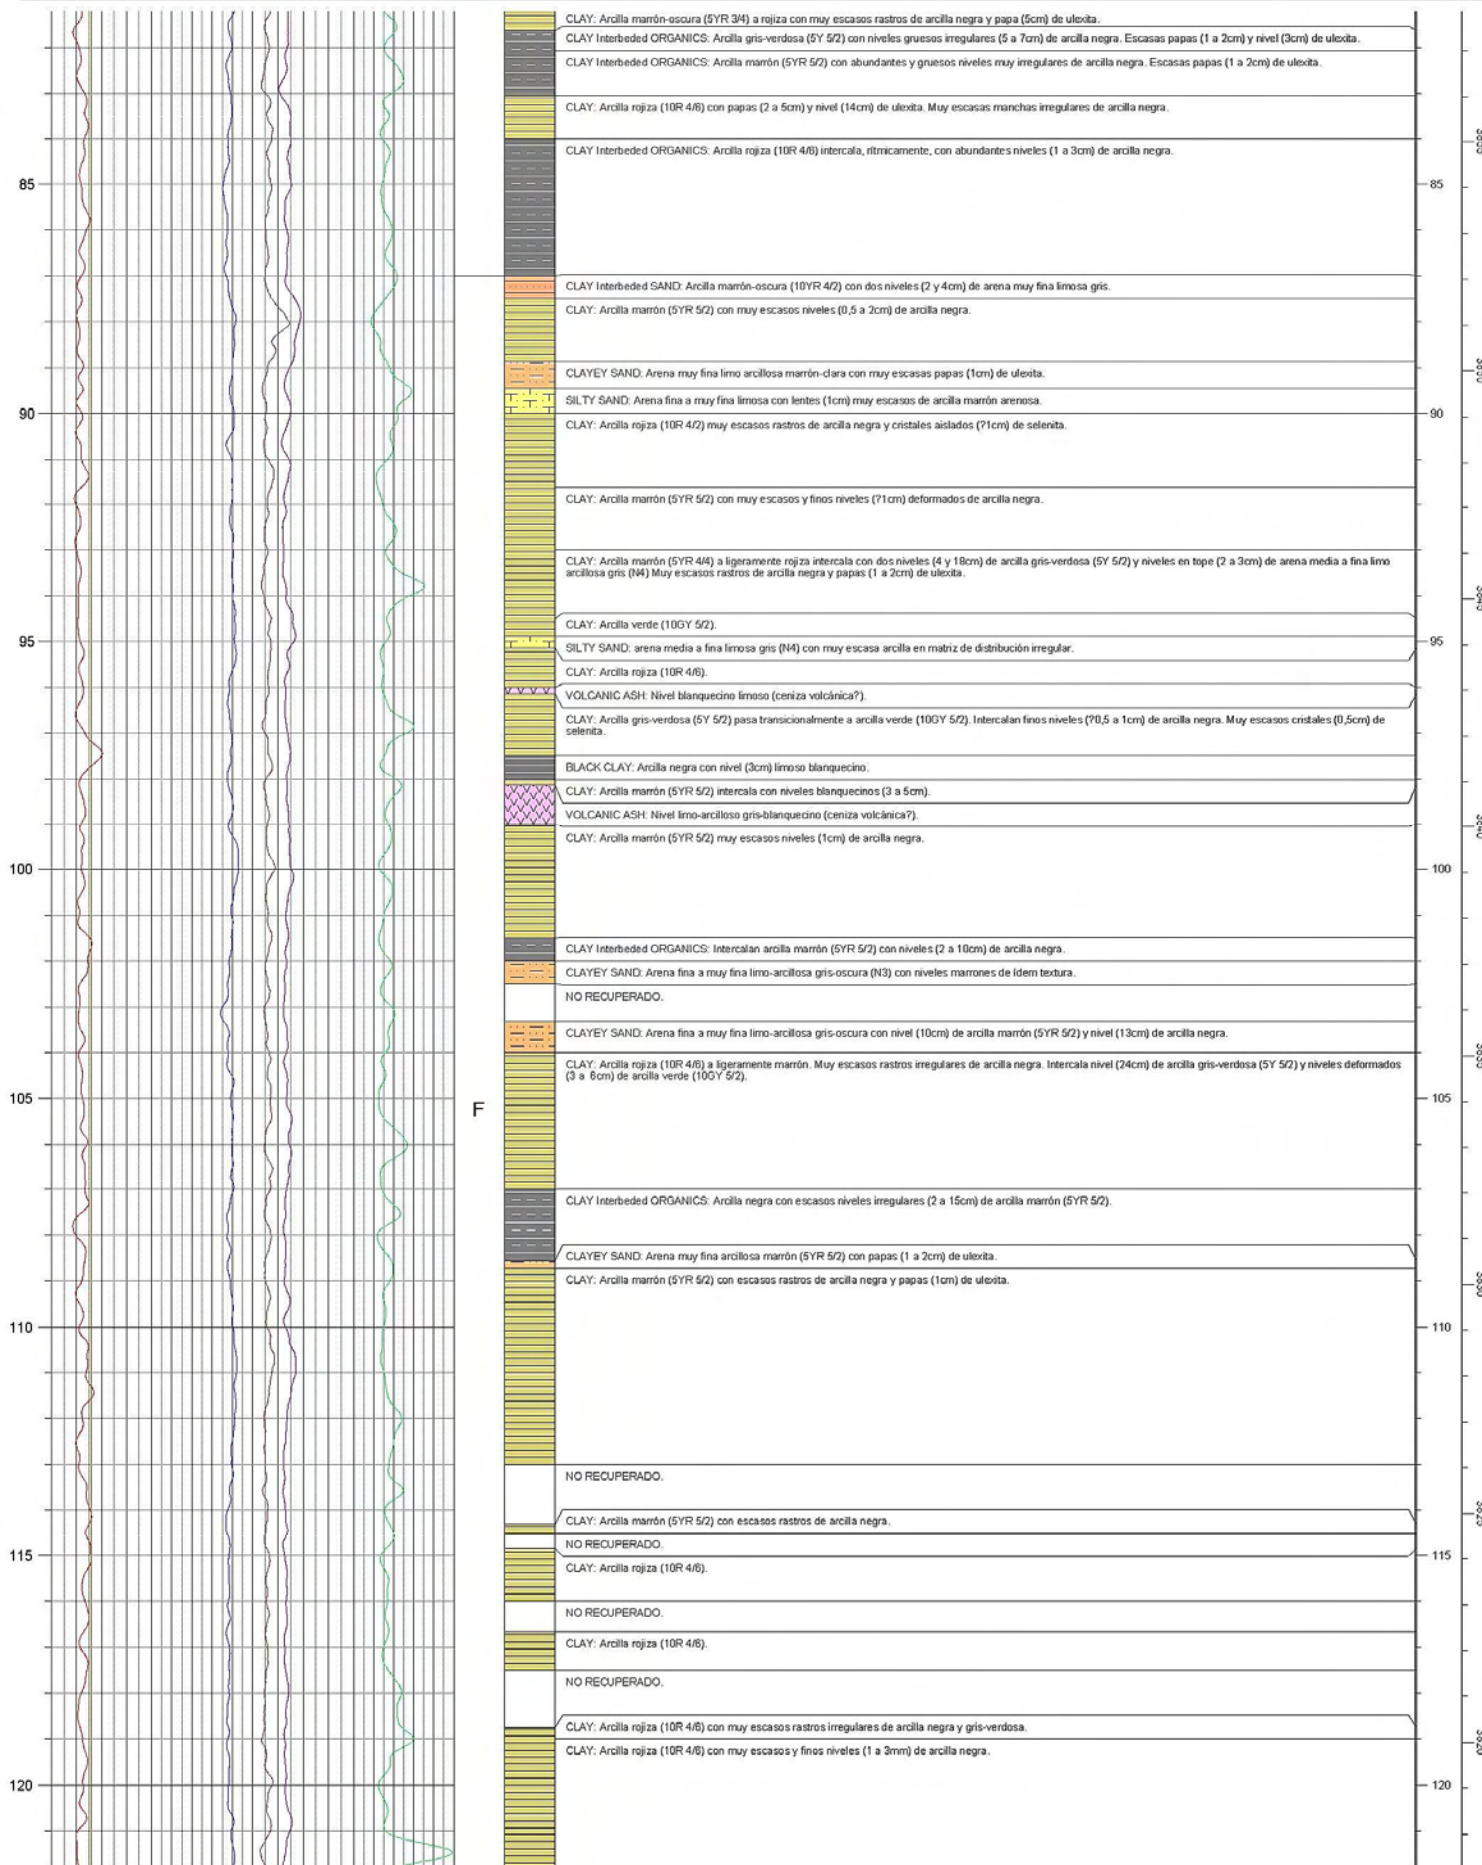 CLAY: Arcilla marrón-oscura (5YR 3/4) a rojiza con muy escasos rastros de arcilla negra y papa (5cm) de ulexita.
CLAY Interbeded ORGANICS: Arcilla gris-verdosa (5Y 5/2) con niveles gruesos irregulares (5 a 7cm) de arcilla negra. Escasas papas (1 a 2cm) y nivel (3cm) de ulexita.
CLAY Interbeded ORGANICS: Arcilla marrón (5YR 5/2) con abundantes y gruesos niveles muy irregulares de arcilla negra. Escasas papas (1 a 2cm) de ulexita.
CLAY: Arcilla rojiza (10R 4/6) con papas (2 a 5cm) y nivel (14cm) de ulexita. Muy escasas manchas irregulares de arcilla negra.
CLAY Interbeded ORGANICS: Arcilla rojiza (10R 4/6) intercala, rítmicamente, con abundantes niveles (1 a 3cm) de arcilla negra.
85
85
CLAY Interbeded SAND: Arcilla marrón-oscura (10YR 4/2) con dos niveles (2 y 4cm) de arena muy fina limosa gris.
CLAY: Arcilla marrón (5YR 5/2) con muy escasos niveles (0,5 a 2cm) de arcilla negra.
CLAYEY SAND: Arena muy fina limo arcillosa marrón-clara con muy escasas papas (1cm) de ulexita.
SILTY SAND: Arena fina a muy fina limosa con lentes (1cm) muy escasos de arcilla marrón arenosa.
90
90
CLAY: Arcilla rojiza (10R 4/2) muy escasos rastros de arcilla negra y cristales aislados (?1cm) de selenita.
CLAY: Arcilla marrón (5YR 5/2) con muy escasos y finos niveles (?1cm) deformados de arcilla negra.
CLAY: Arcilla marrón (5YR 4/4) a ligeramente rojiza intercala con dos niveles (4 y 18cm) de arcilla gris-verdosa (5Y 5/2) y niveles en tope (2 a 3cm) de arena media a fina limo
arcillosa gris (N4) Muy escasos rastros de arcilla negra y papas (1 a 2cm) de ulexita.
CLAY: Arcilla verde (10GY 5/2).
95
95
SILTY SAND: arena media a fina limosa gris (N4) con muy escasa arcilla en matriz de distribución irregular.
CLAY: Arcilla rojiza (10R 4/6).
VOLCANIC ASH: Nivel blanquecino limoso (ceniza volcánica?).
CLAY: Arcilla gris-verdosa (5Y 5/2) pasa transicionalmente a arcilla verde (10GY 5/2). Intercalan finos niveles (?0,5 a 1cm) de arcilla negra. Muy escasos cristales (0,5cm) de
selenita.
BLACK CLAY: Arcilla negra con nivel (3cm) limoso blanquecino.
CLAY: Arcilla marrón (5YR 5/2) intercala con niveles blanquecinos (3 a 5cm).
VOLCANIC ASH: Nivel limo-arcilloso gris-blanquecino (ceniza volcánica?).
CLAY: Arcilla marrón (5YR 5/2) muy escasos niveles (1cm) de arcilla negra.
100
100
CLAY Interbeded ORGANICS: Intercalan arcilla marrón (5YR 5/2) con niveles (2 a 10cm) de arcilla negra.
CLAYEY SAND: Arena fina a muy fina limo-arcillosa gris-oscura (N3) con niveles marrones de ídem textura.
NO RECUPERADO.
CLAYEY SAND: Arena fina a muy fina limo-arcillosa gris-oscura con nivel (10cm) de arcilla marrón (5YR 5/2) y nivel (13cm) de arcilla negra.
CLAY: Arcilla rojiza (10R 4/6) a ligeramente marrón. Muy escasos rastros irregulares de arcilla negra. Intercala nivel (24cm) de arcilla gris-verdosa (5Y 5/2) y niveles deformados
(3 a 6cm) de arcilla verde (10GY 5/2).
105
F
105
CLAY Interbeded ORGANICS: Arcilla negra con escasos niveles irregulares (2 a 15cm) de arcilla marrón (5YR 5/2).
CLAYEY SAND: Arena muy fina arcillosa marrón (5YR 5/2) con papas (1 a 2cm) de ulexita.
CLAY: Arcilla marrón (5YR 5/2) con escasos rastros de arcilla negra y papas (1cm) de ulexita.
110
110
NO RECUPERADO.
CLAY: Arcilla marrón (5YR 5/2) con escasos rastros de arcilla negra.
NO RECUPERADO.
115
115
CLAY: Arcilla rojiza (10R 4/6).
NO RECUPERADO.
CLAY: Arcilla rojiza (10R 4/6).
NO RECUPERADO.
CLAY: Arcilla rojiza (10R 4/6) con muy escasos rastros irregulares de arcilla negra y gris-verdosa.
CLAY: Arcilla rojiza (10R 4/6) con muy escasos y finos niveles (1 a 3mm) de arcilla negra.
120
120